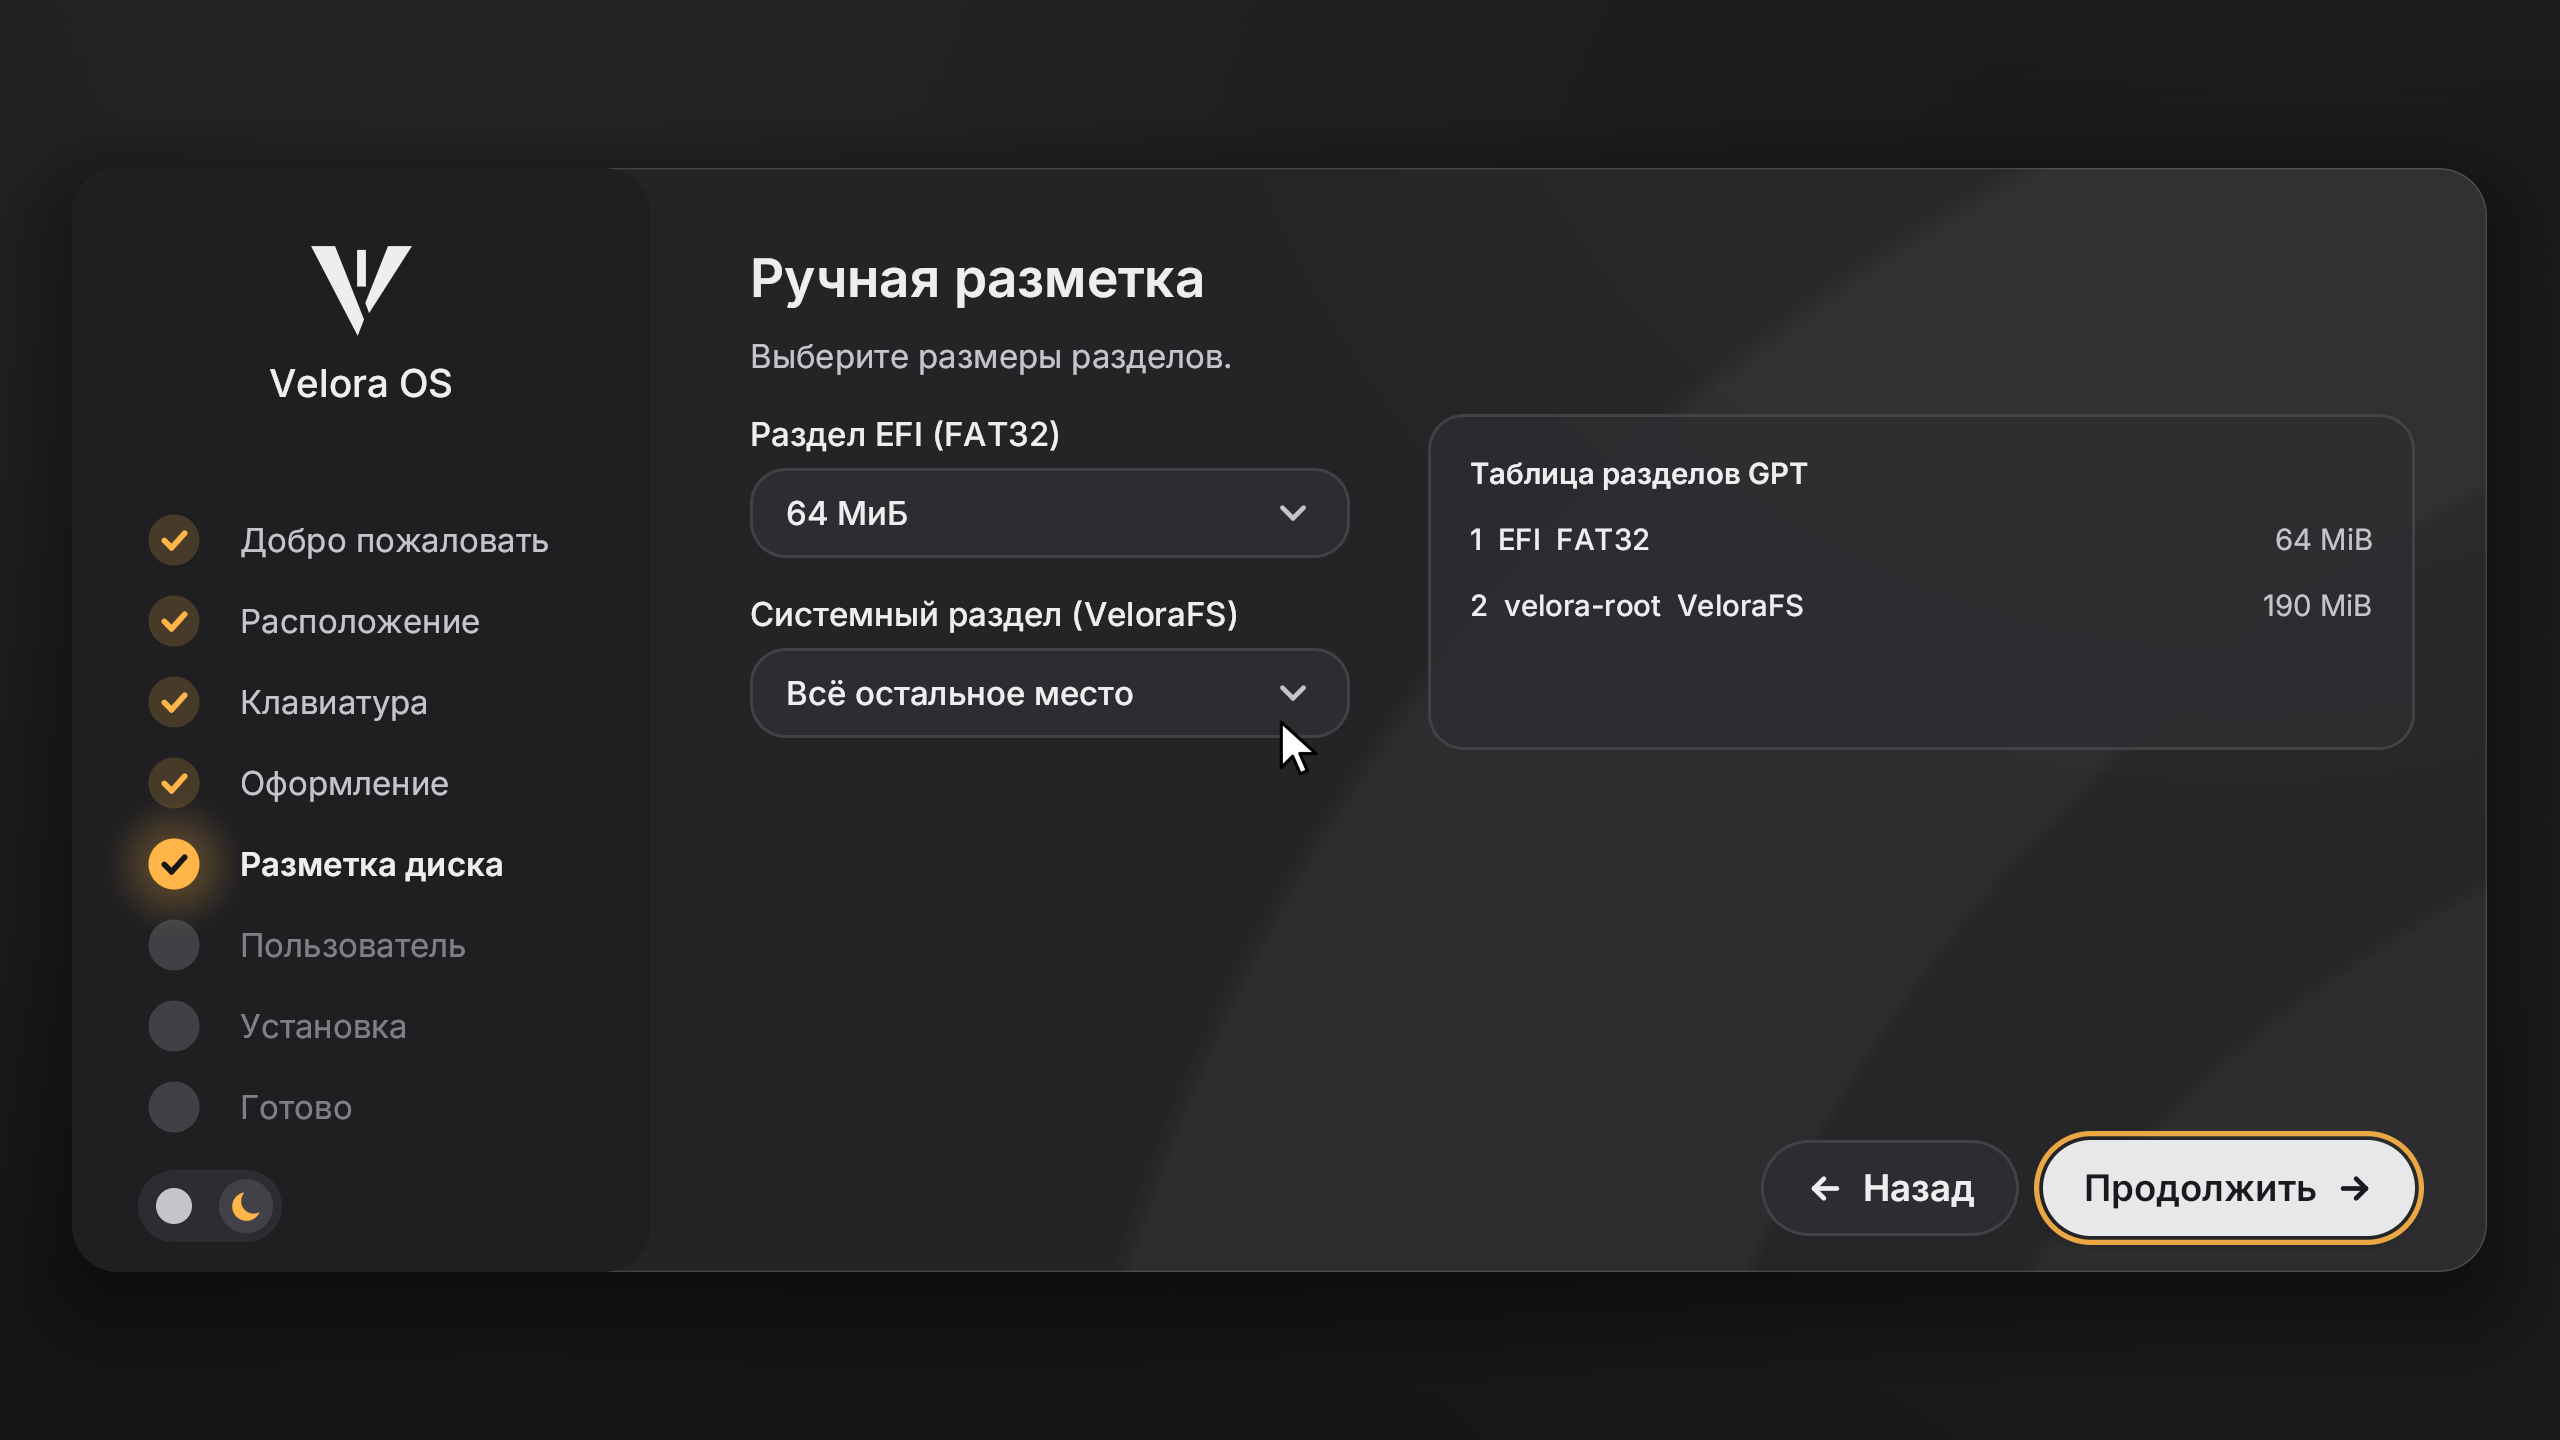 Velora OS
Добро пожаловать
Расположение
Клавиатура
Оформление
Разметка диска
Пользователь
Установка
Готово
Ручная разметка
Выберите размеры разделов.
Раздел EFI (FAT32)
64 МиБ
Системный раздел (VeloraFS)
Всё остальное место
Таблица разделов GPT
1 EFI FAT32 64 MiB
2 velora-root VeloraFS 190 MiB
Назад
Продолжить